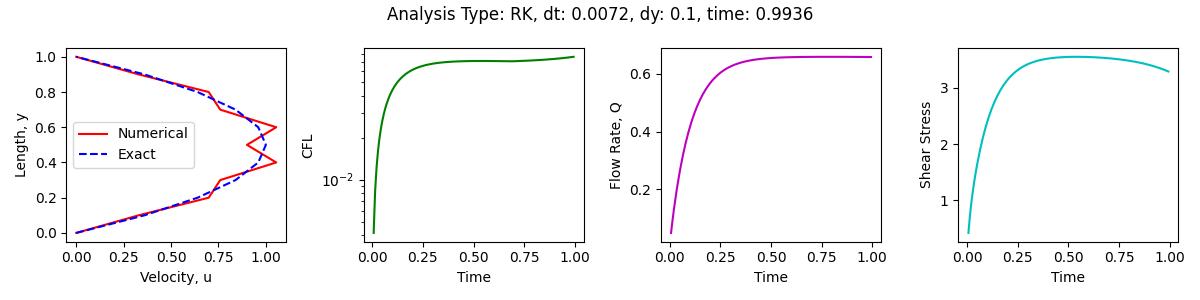 Analysis Type: RK, dt: 0.0072, dy: 0.1, time: 0.9936
Length, y
1.0
0.8
0.6
0.4
0.2
0.0
Numerical
Exact
0.00 0.25 0.50 0.75 1.00
Velocity, u
CFL
10⁻²
0.00 0.25 0.50 0.75 1.00
Time
Flow Rate, Q
0.6
0.4
0.2
0.00 0.25 0.50 0.75 1.00
Time
Shear Stress
3
2
1
0.00 0.25 0.50 0.75 1.00
Time